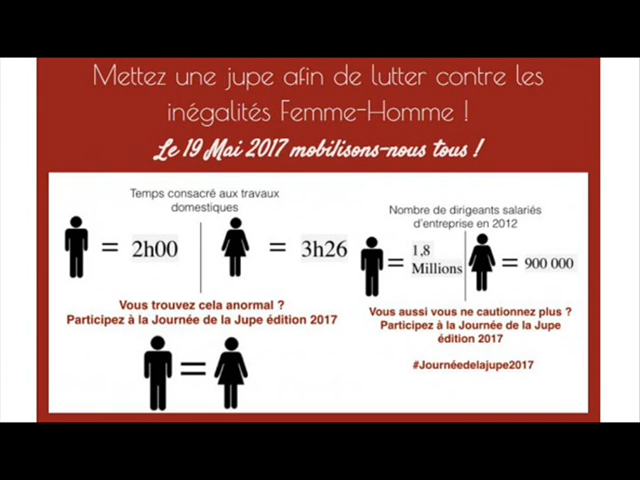 Mettez une jupe afin de lutter contre les
inégalités Femme-Homme !
Le 19 Mai 2017 mobilisons-nous tous !
Temps consacré aux travaux
domestiques
= 2h00
= 3h26
Vous trouvez cela anormal ?
Participez à la Journée de la Jupe édition 2017
=
Nombre de dirigeants salariés
d'entreprise en 2012
= 1,8
Millions
= 900 000
Vous aussi vous ne cautionnez plus ?
Participez à la Journée de la Jupe
édition 2017
#Journéedelajupe2017